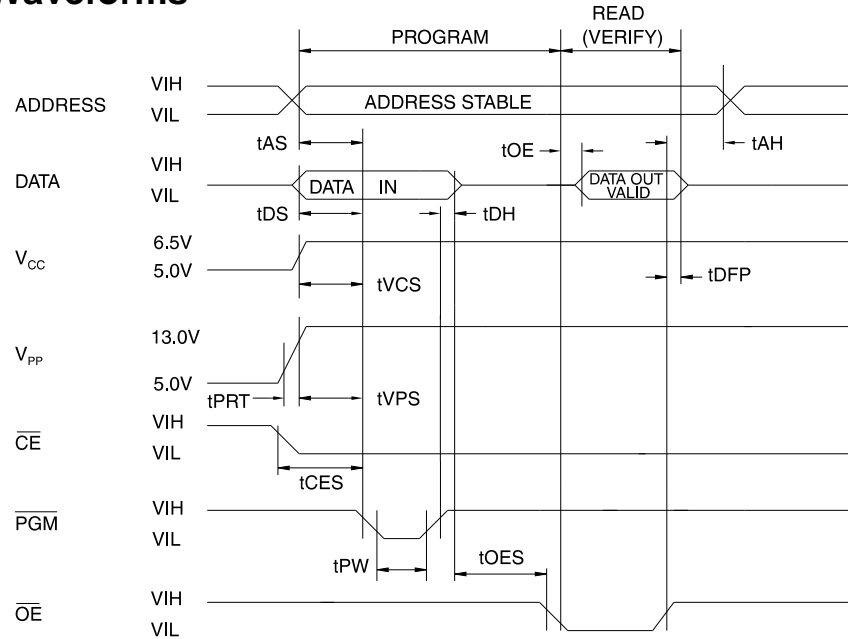 Waveforms
READ
(VERIFY)
PROGRAM
ADDRESS
VIH
VIL
ADDRESS STABLE
tAS
tOE
tAH
DATA
VIH
VIL
DATA IN
DATA OUT
VALID
tDS
tDH
VCC
6.5V
5.0V
tVCS
tDFP
VPP
13.0V
5.0V
tPRT
tVPS
CE
VIH
VIL
tCES
PGM
VIH
VIL
tPW
tOES
OE
VIH
VIL